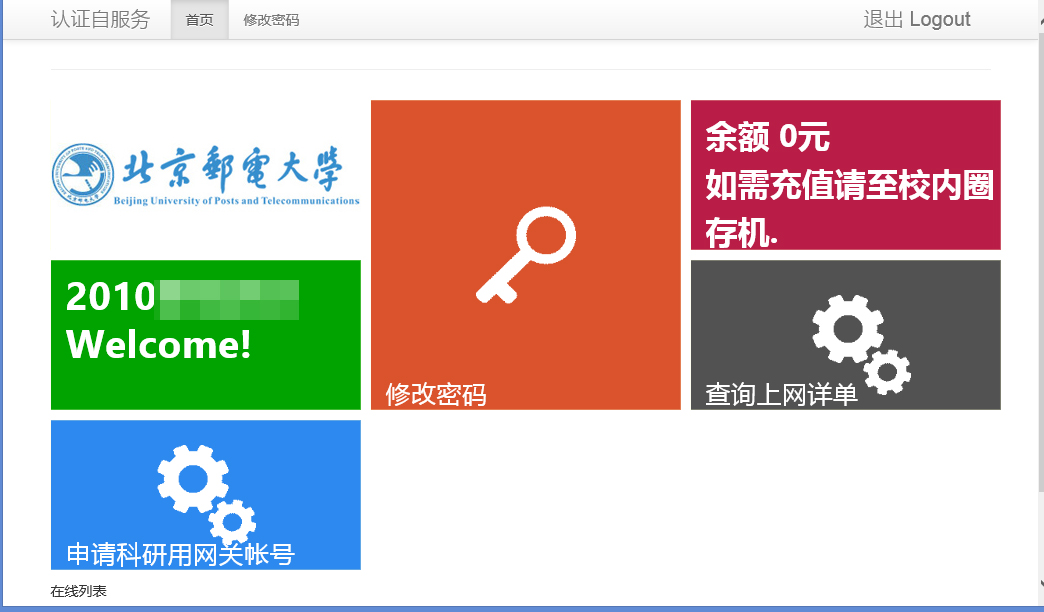 认证自服务 首页 修改密码 退出 Logout
北京郵電大學
Beijing University of Posts and Telecommunications
余额 0元
如需充值请至校内圈
存机.
2010
Welcome!
修改密码
查询上网详单
申请科研用网关帐号
在线列表